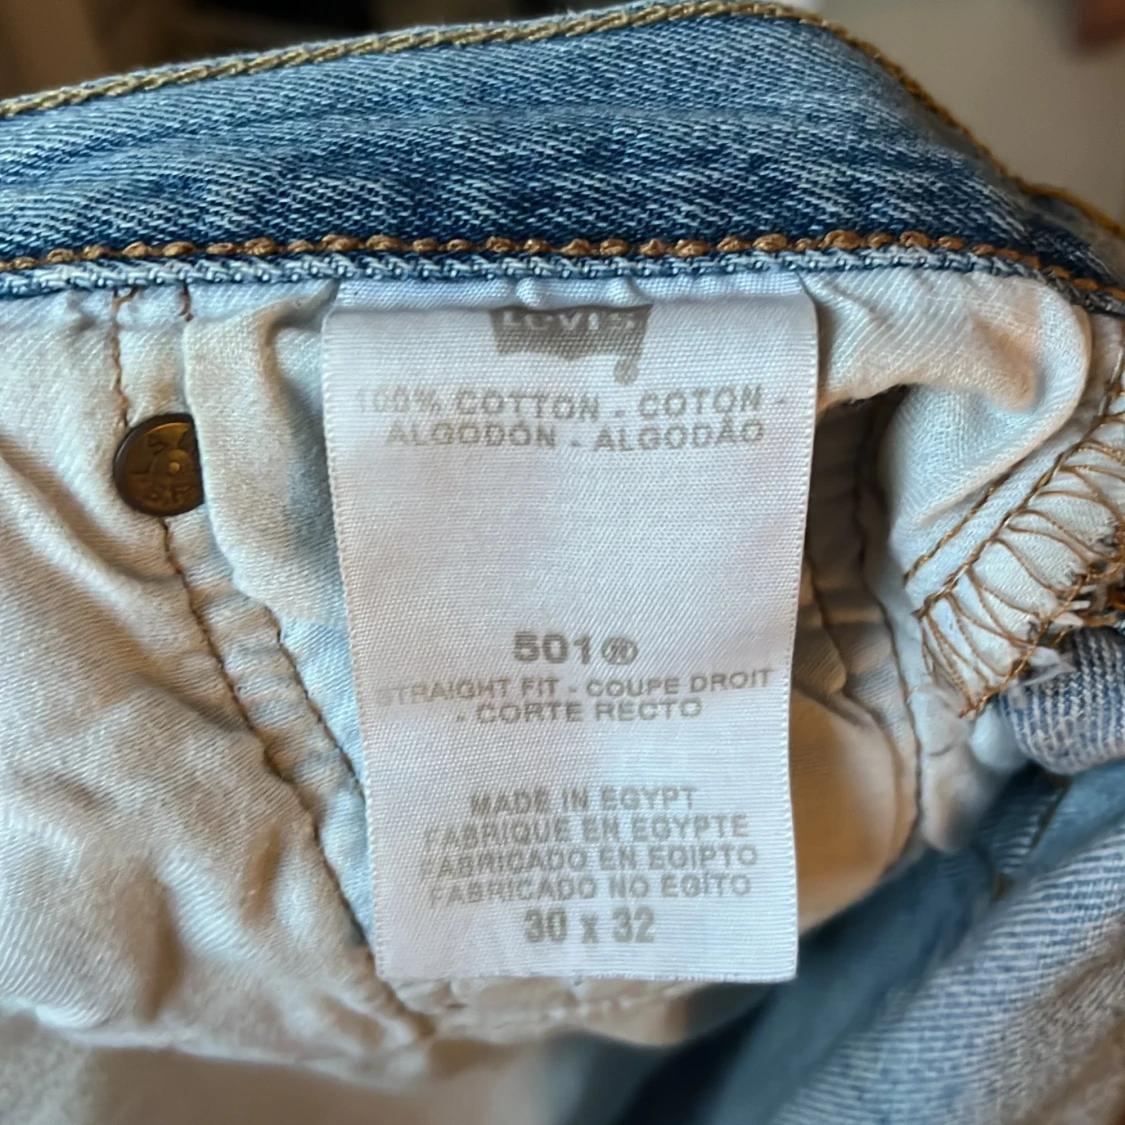 LEVI'S
®
100% COTTON - COTON -
ALGODÓN - ALGODÃO
501®
STRAIGHT FIT - COUPE DROIT
- CORTE RECTO
MADE IN EGYPT
FABRIQUE EN EGYPTE
FABRICADO EN EGIPTO
FABRICADO NO EGITO
30 x 32